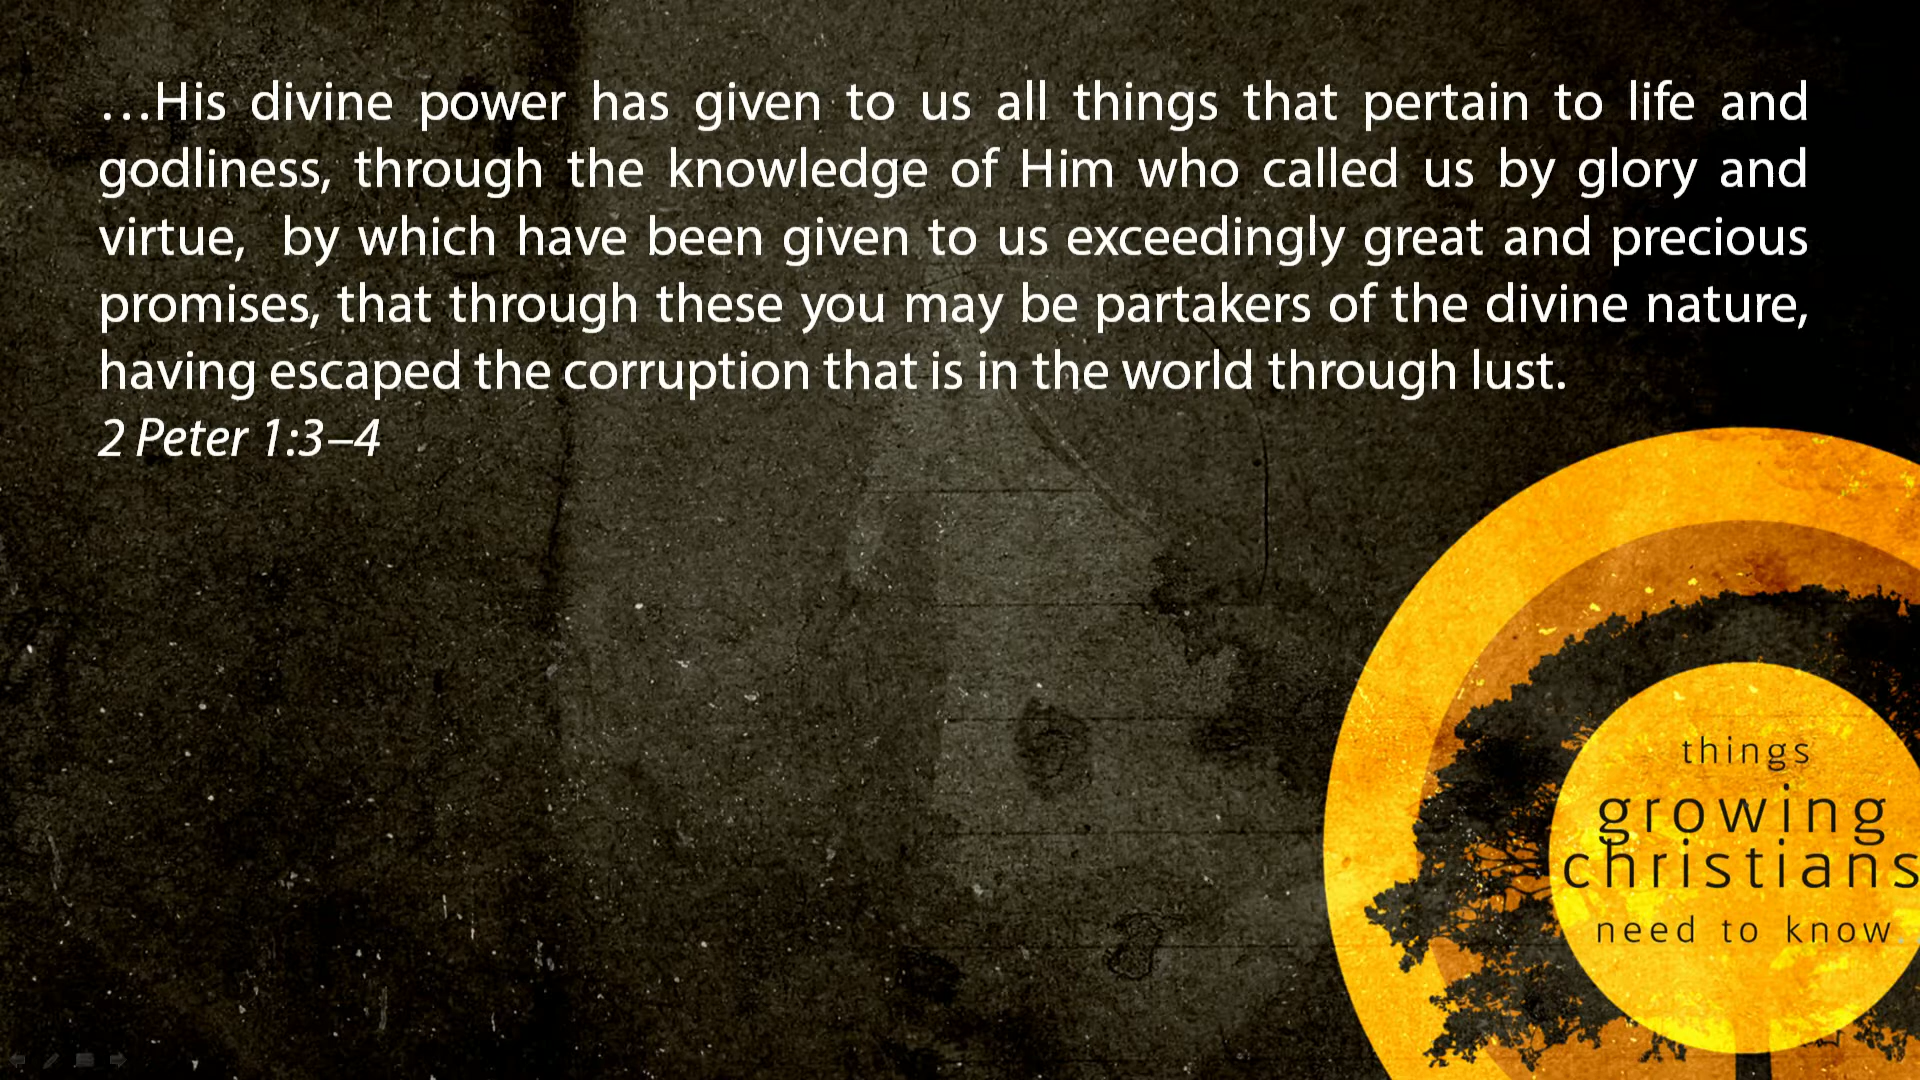 …His divine power has given to us all things that pertain to life and
godliness, through the knowledge of Him who called us by glory and
virtue,  by which have been given to us exceedingly great and precious
promises, that through these you may be partakers of the divine nature,
having escaped the corruption that is in the world through lust.
2 Peter 1:3–4
things
growing
christians
need to know